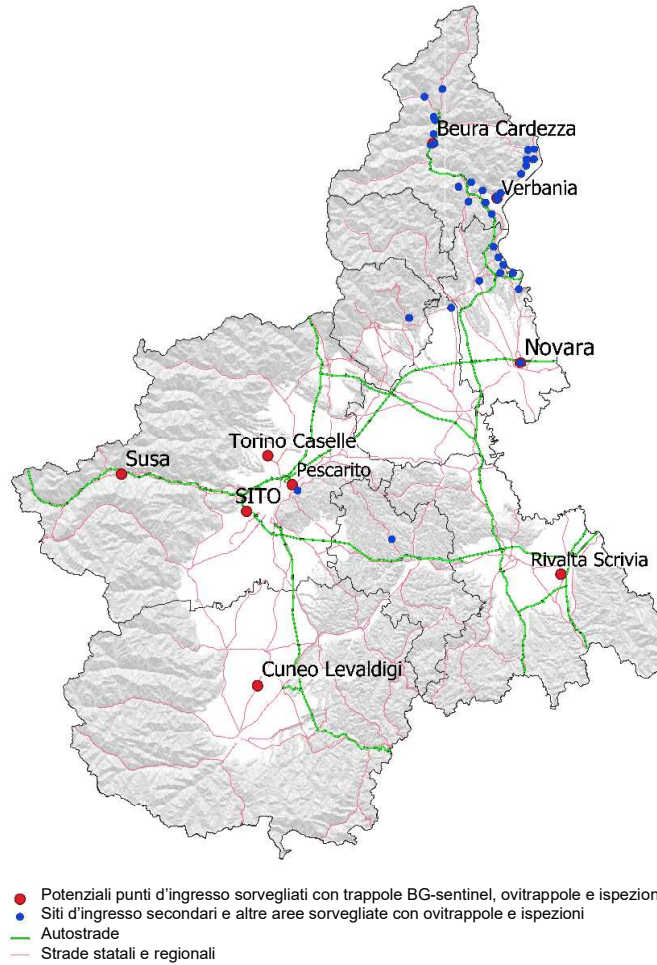 Beura Cardezza
Verbania
Novara
Torino Caselle
Susa
Pescarito
SITO
Rivalta Scrivia
Cuneo Levaldigi
Potenziali punti d'ingresso sorvegliati con trappole BG-sentinel, ovitrappole e ispezion
Siti d'ingresso secondari e altre aree sorvegliate con ovitrappole e ispezioni
Autostrade
Strade statali e regionali